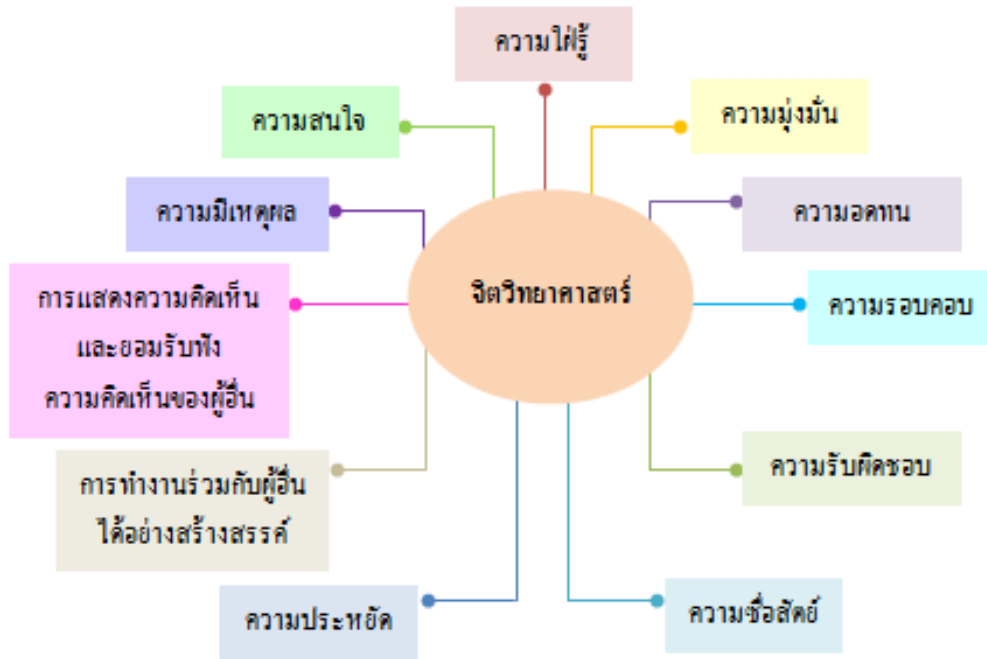 ความใฝ่รู้
ความสนใจ
ความมุ่งมั่น
ความมีเหตุผล
ความอดทน
จิตวิทยาศาสตร์
การแสดงความคิดเห็น
และยอมรับฟัง
ความคิดเห็นของผู้อื่น
ความรอบคอบ
การทำงานร่วมกับผู้อื่น
ได้อย่างสร้างสรรค์
ความรับผิดชอบ
ความประหยัด
ความซื่อสัตย์